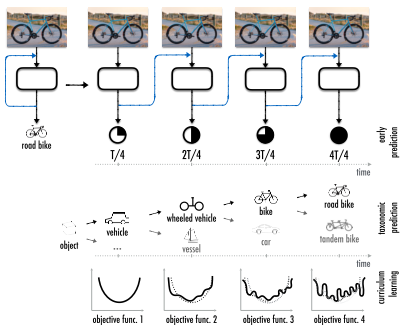 road bike
T/4
2T/4
3T/4
4T/4
early
prediction
time
object
vehicle
...
wheeled vehicle
vessel
bike
car
road bike
tandem bike
taxonomic
prediction
time
objective func. 1
objective func. 2
objective func. 3
objective func. 4
curriculum
learning